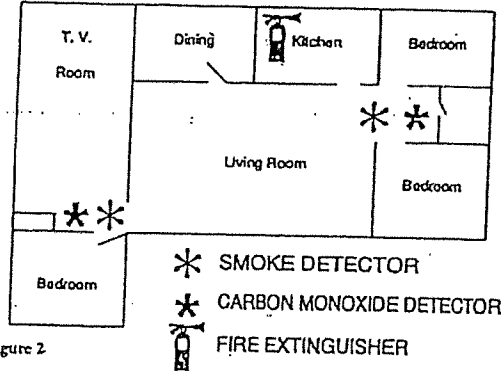 T. V.
Room
Dining
Kitchen
Bedroom
Living Room
Bedroom
Bedroom
SMOKE DETECTOR
CARBON MONOXIDE DETECTOR
FIRE EXTINGUISHER
gure 2